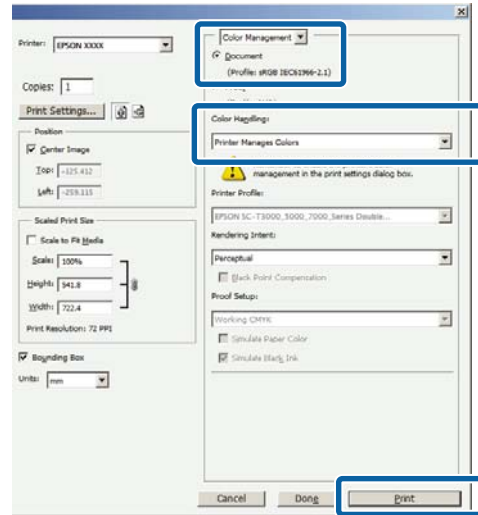 Printer: EPSON XXXX
Copies: 1
Print Settings...
Position
Center Image
Top: -125.412
Left: -259.115
Scaled Print Size
Scale to Fit Media
Scale: 100%
Height: 541.8
Width: 722.4
Print Resolution: 72 PPI
Bounding Box
Units: mm
Color Management
Document
(Profile: sRGB IEC61966-2.1)
Color Handling:
Printer Manages Colors
management in the print settings dialog box.
Printer Profile:
EPSON SC-T3000_5000_7000_Series Double...
Rendering Intent:
Perceptual
Black Point Compensation
Proof Setup:
Working CMYK
Simulate Paper Color
Simulate Black Ink
Cancel
Done
Print